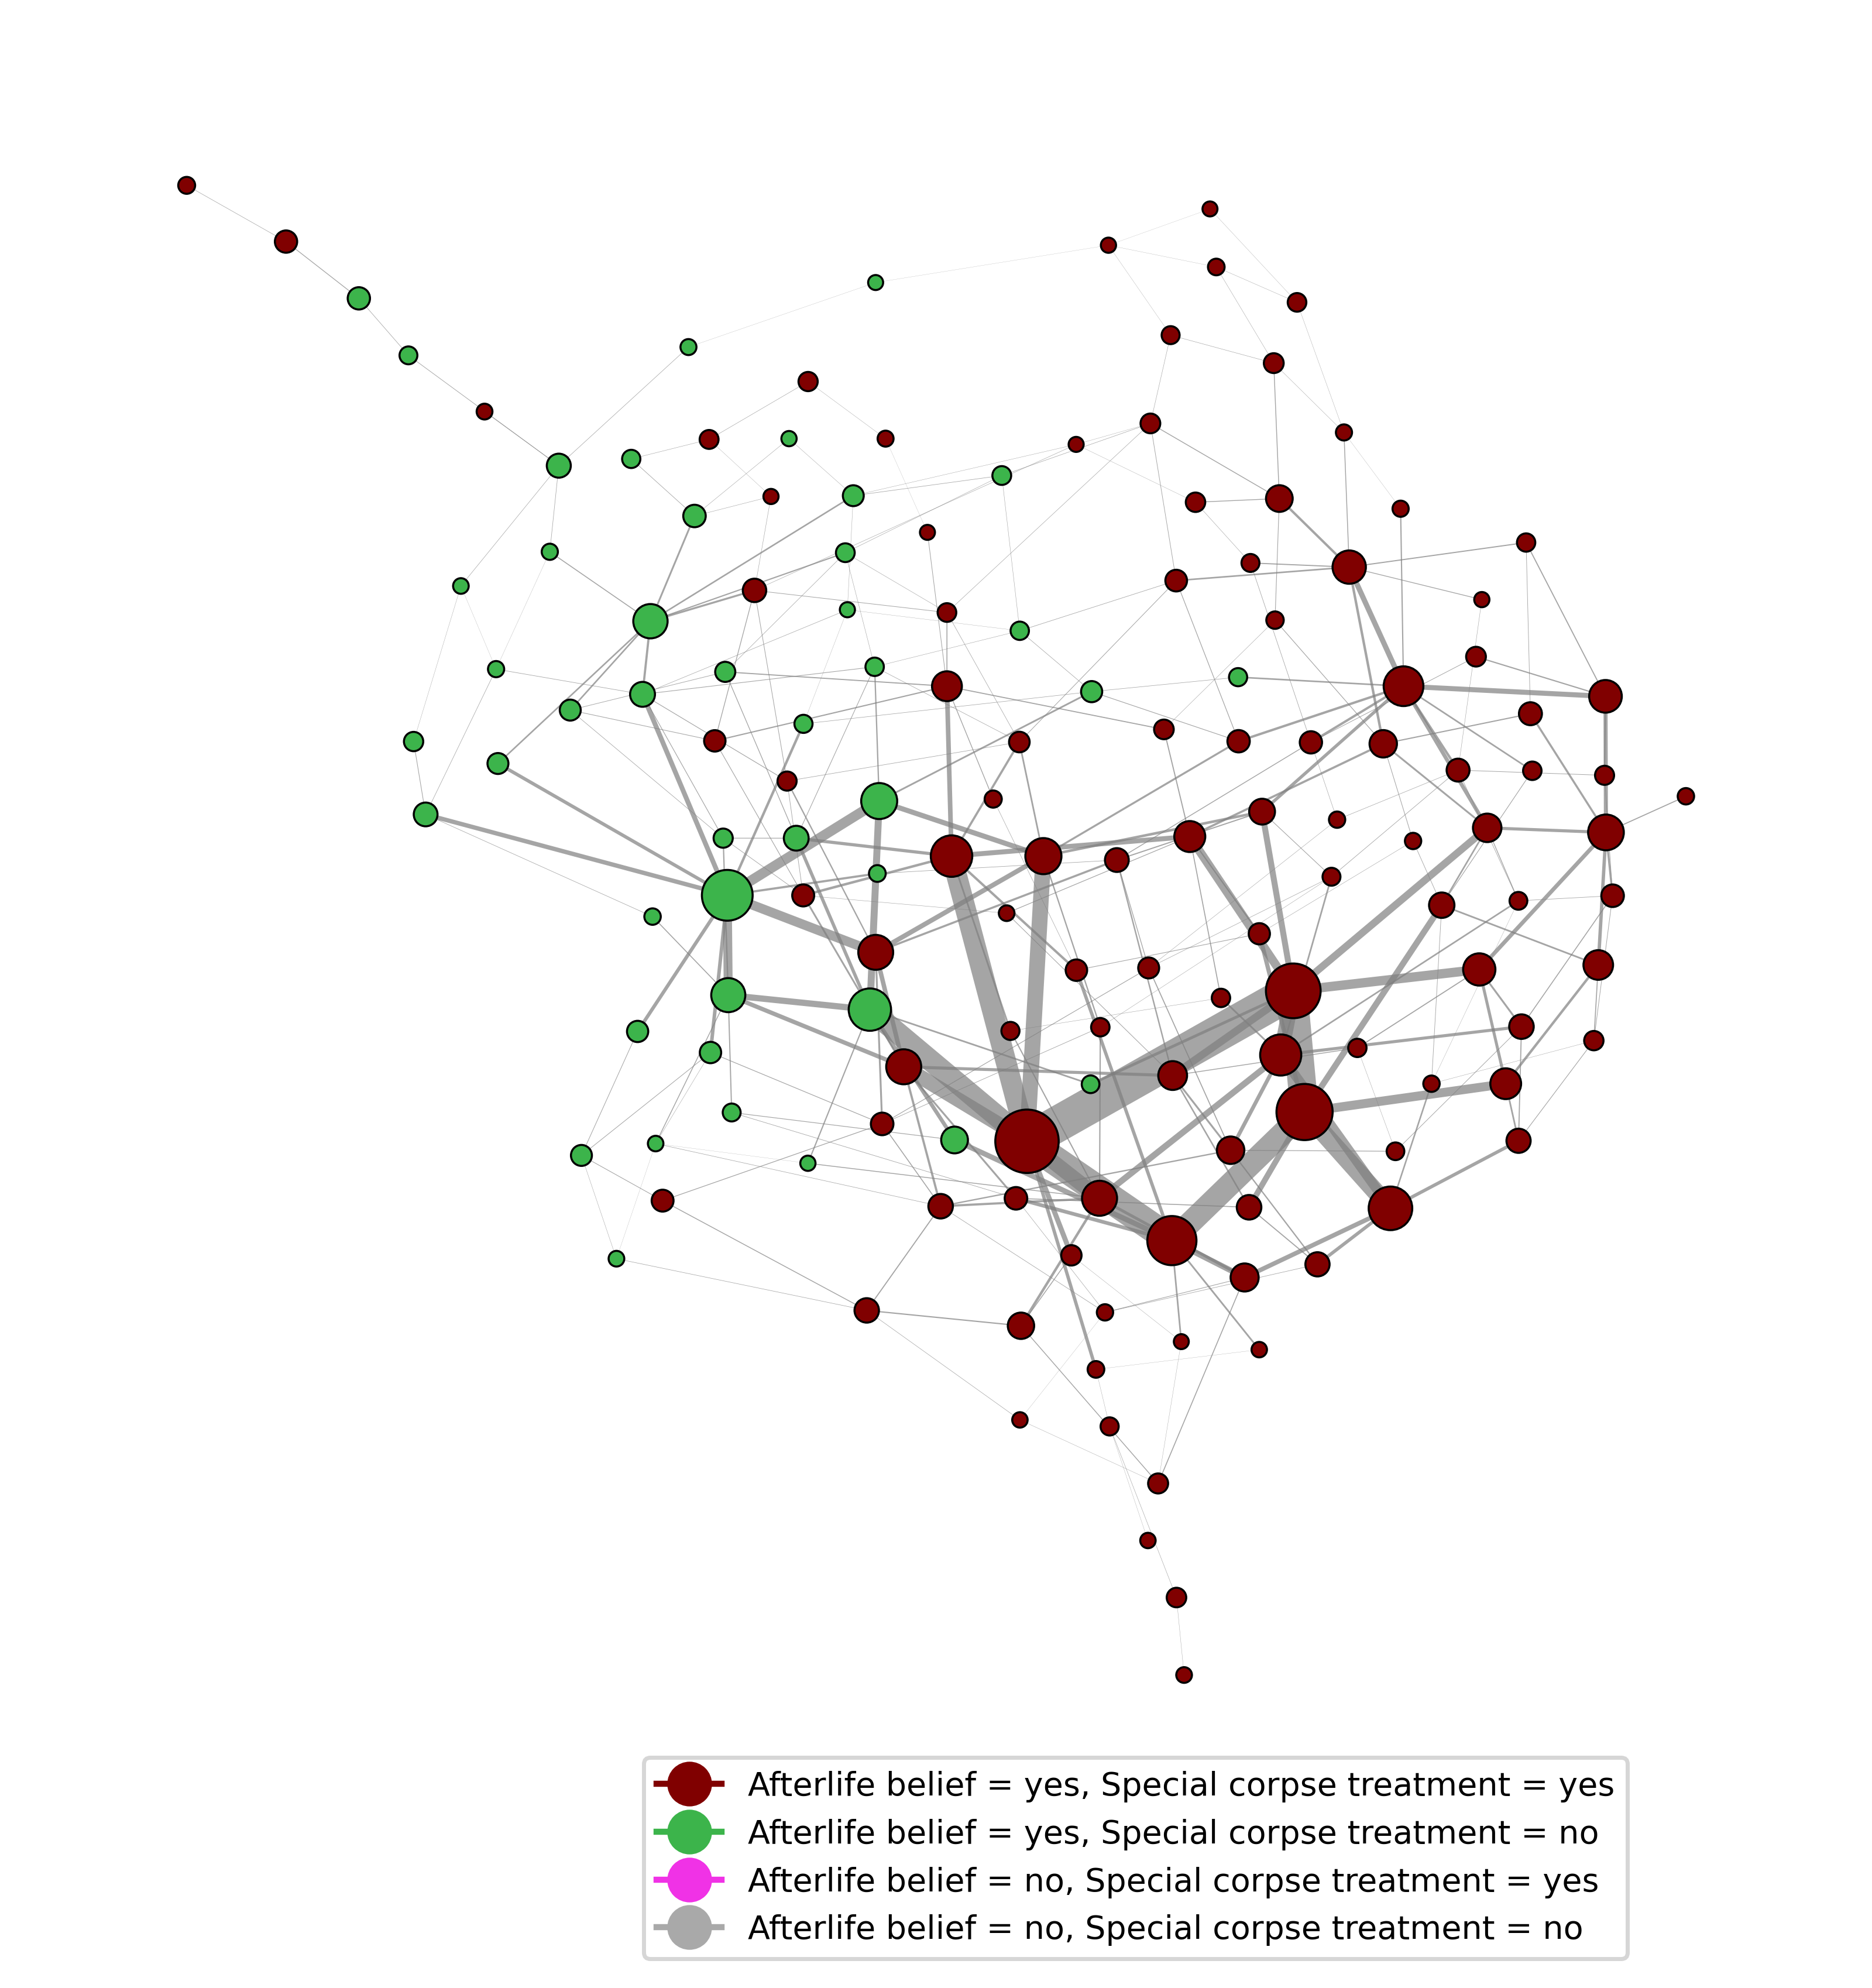 Afterlife belief = yes, Special corpse treatment = yes
Afterlife belief = yes, Special corpse treatment = no
Afterlife belief = no, Special corpse treatment = yes
Afterlife belief = no, Special corpse treatment = no